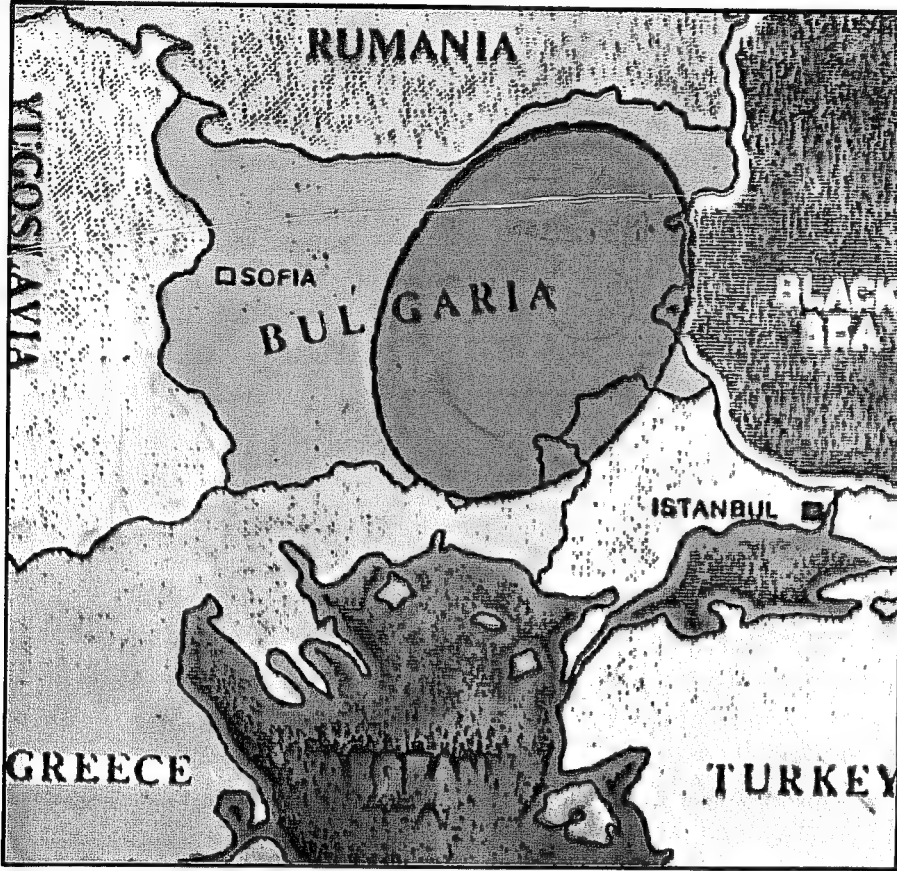 RUMANIA
YUGOSLAVIA
SOFIA
BULGARIA
BLACK
SEA
ISTANBUL
GREECE
TURKEY